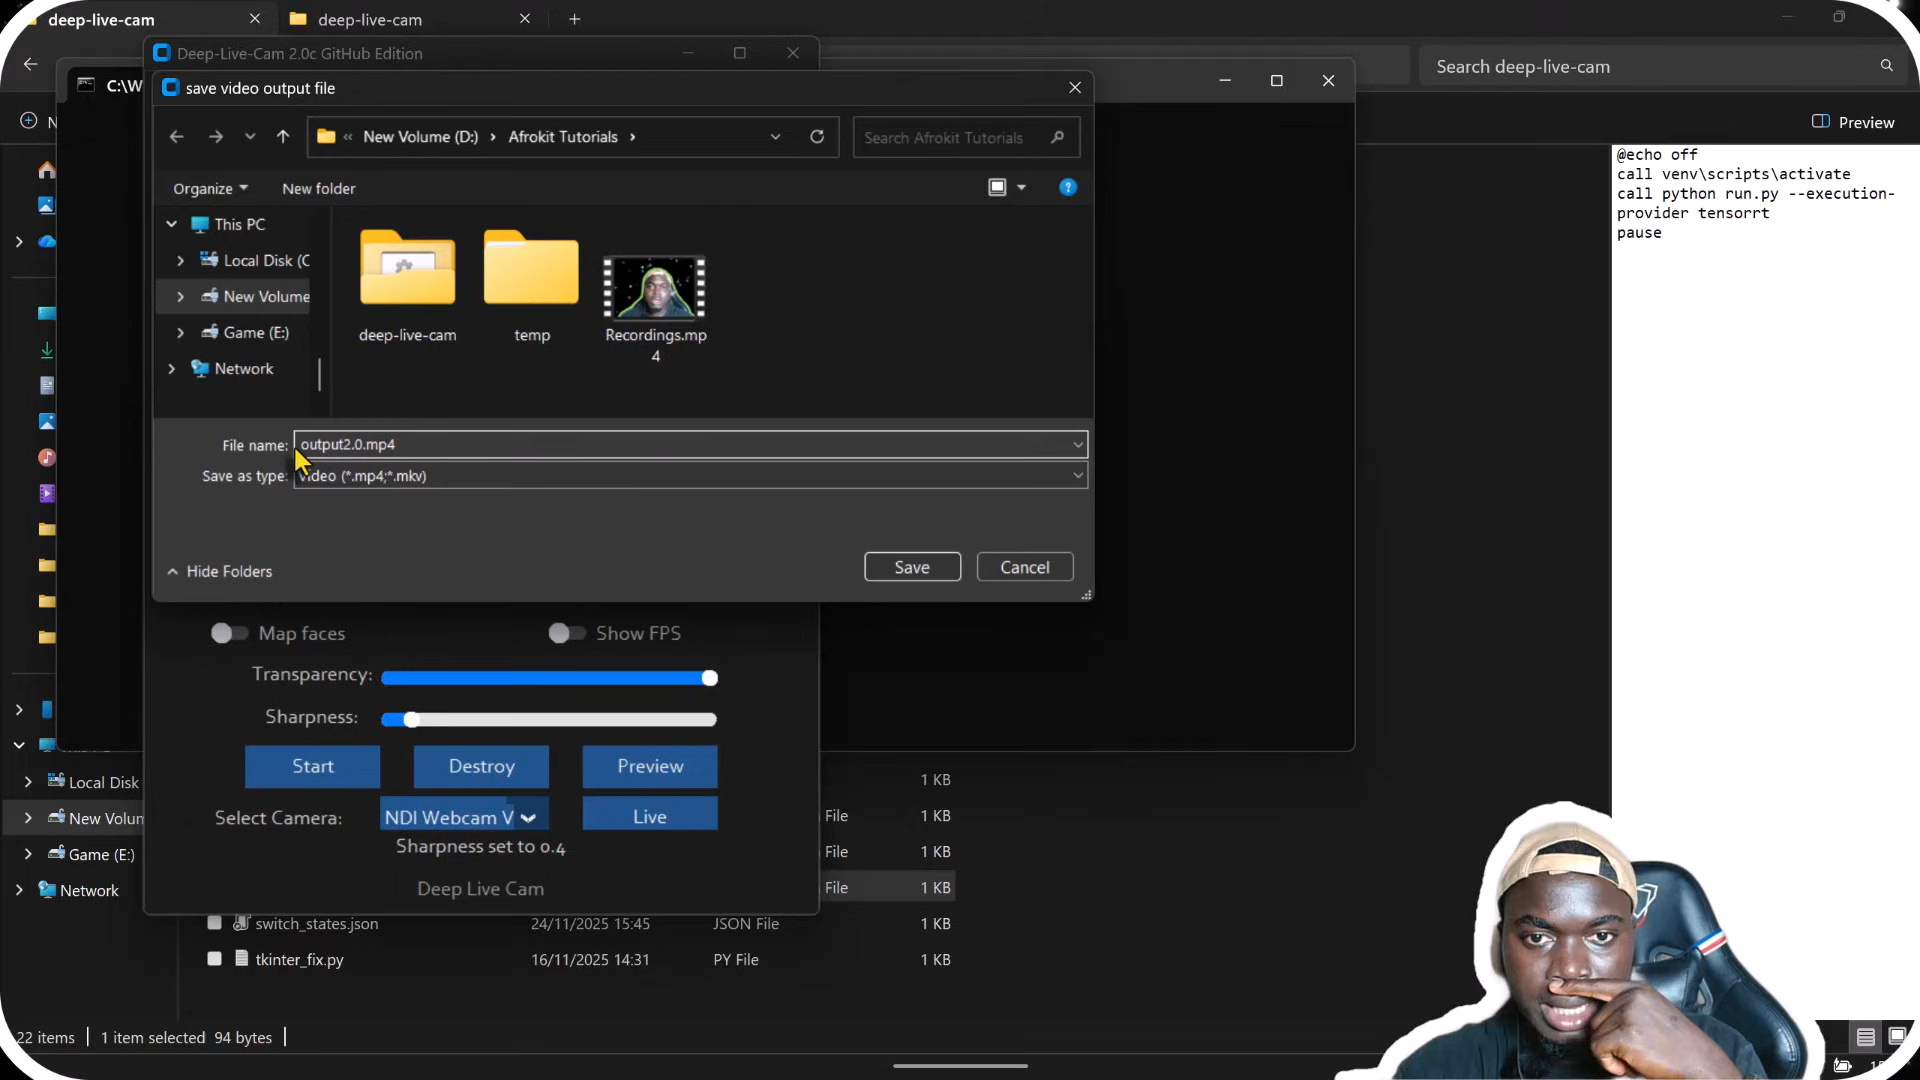 deep-live-cam
deep-live-cam
Search deep-live-cam
Deep-Live-Cam 2.0c GitHub Edition
C:\W
save video output file
N
Preview
New Volume (D:)
Afrokit Tutorials
Search Afrokit Tutorials
Organize
New folder
This PC
Local Disk (C
New Volume
Game (E:)
Network
deep-live-cam
temp
Recordings.mp
4
File name:
output2.0.mp4
Save as type:
video (*.mp4;*.mkv)
Hide Folders
Save
Cancel
@echo off
call venv\scripts\activate
call python run.py --execution-
provider tensorrt
pause
Map faces
Show FPS
Transparency:
Sharpness:
Start
Destroy
Preview
Select Camera:
NDI Webcam V
Live
Sharpness set to 0.4
Deep Live Cam
Local Disk
New Volun
Game (E:)
Network
1 KB
File
1 KB
File
1 KB
File
1 KB
switch_states.json
24/11/2025 15:45
JSON File
1 KB
tkinter_fix.py
16/11/2025 14:31
PY File
1 KB
22 items
1 item selected
94 bytes